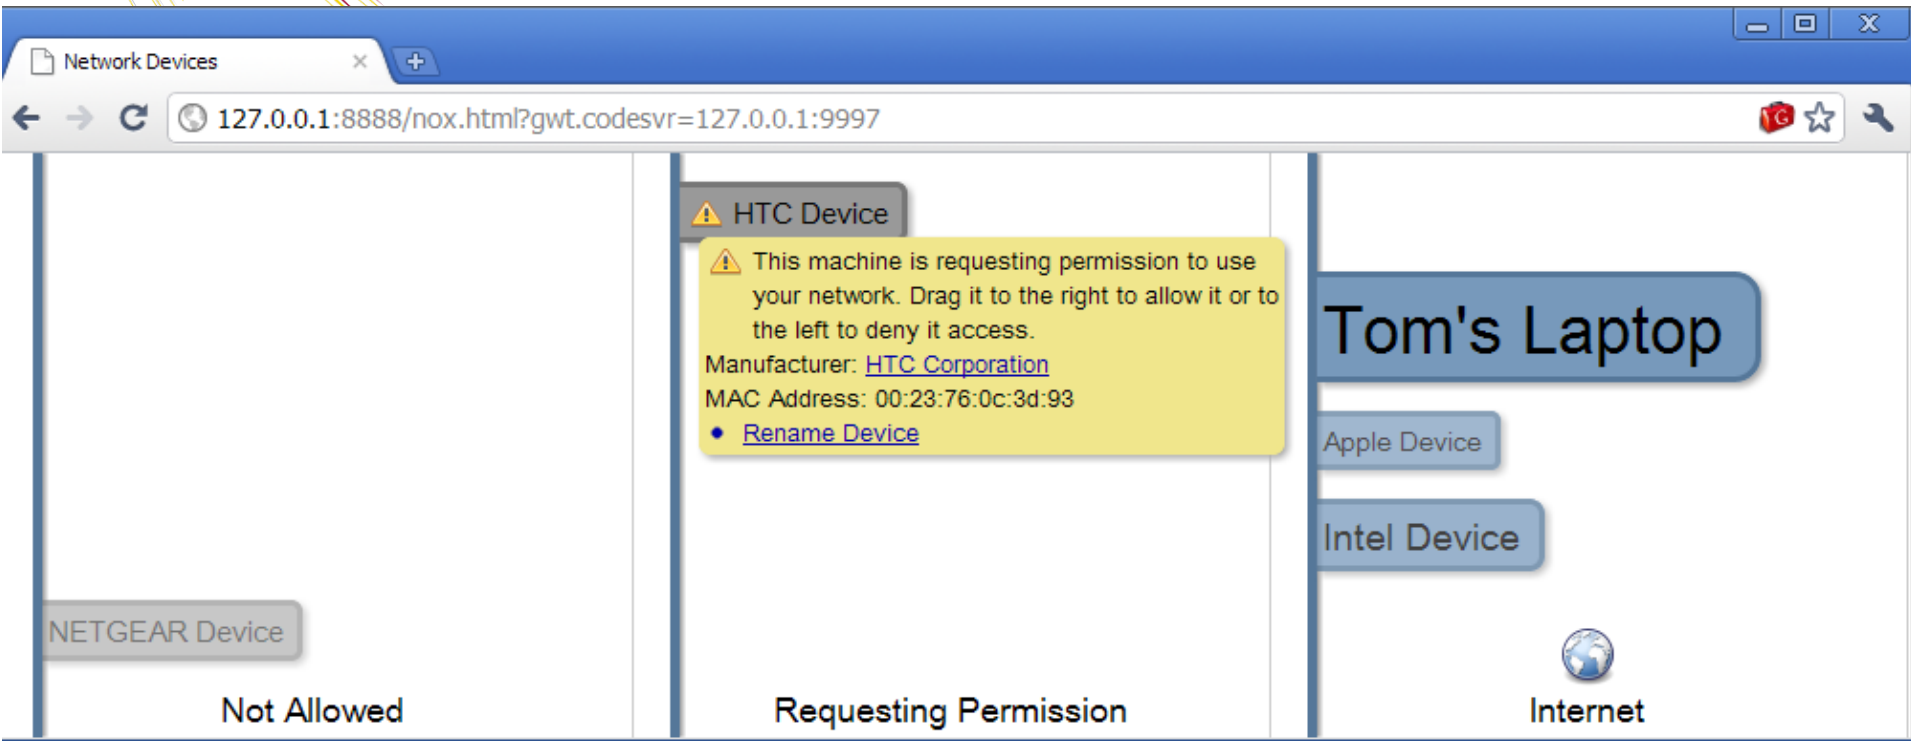 Network Devices
127.0.0.1:8888/nox.html?gwt.codesvr=127.0.0.1:9997
HTC Device
This machine is requesting permission to use
your network. Drag it to the right to allow it or to
the left to deny it access.
Manufacturer: HTC Corporation
MAC Address: 00:23:76:0c:3d:93
• Rename Device
Tom's Laptop
Apple Device
Intel Device
NETGEAR Device
Not Allowed
Requesting Permission
Internet